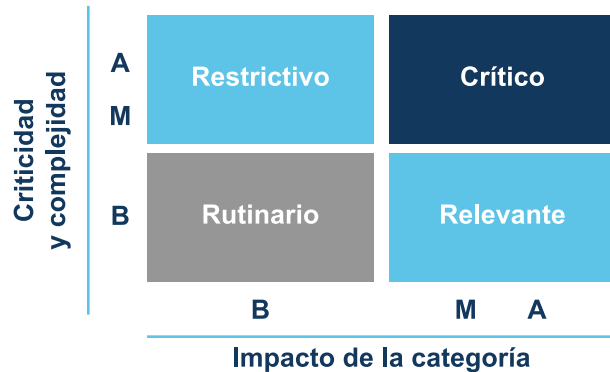 Criticidad
y complejidad
A
M
B
Restrictivo
Crítico
Rutinario
Relevante
B
M
A
Impacto de la categoría